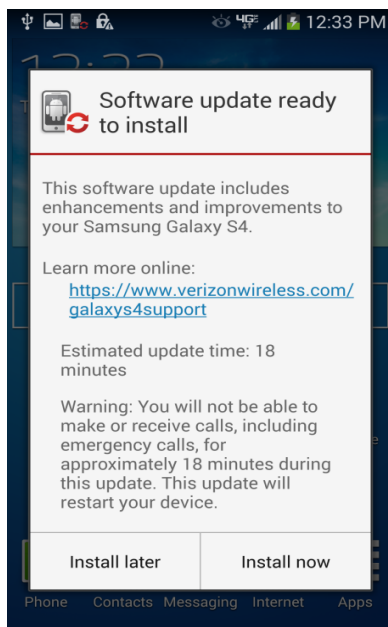 4G LTE 12:33 PM
Software update ready
to install
This software update includes
enhancements and improvements to
your Samsung Galaxy S4.
Learn more online:
https://www.verizonwireless.com/
galaxys4support
Estimated update time: 18
minutes
Warning: You will not be able to
make or receive calls, including
emergency calls, for
approximately 18 minutes during
this update. This update will
restart your device.
Install later Install now
Phone Contacts Messaging Internet Apps